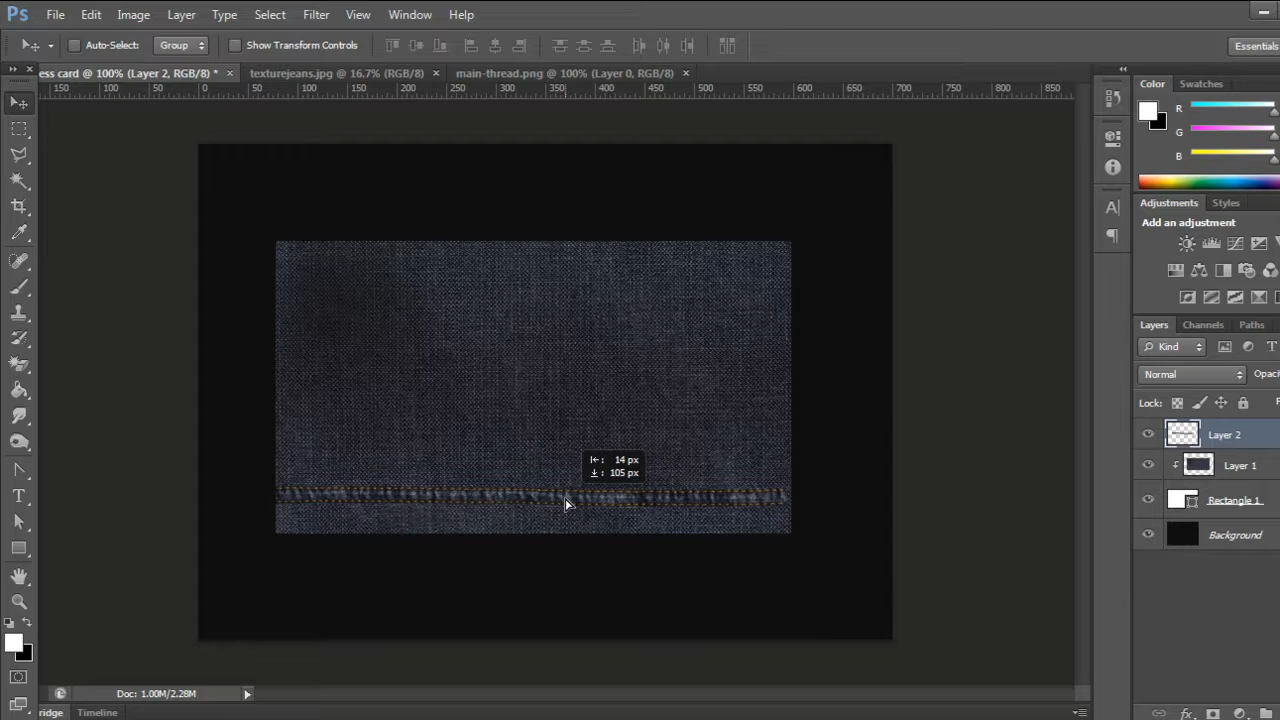 Ps File Edit Image Layer Type Select Filter View Window Help
Auto-Select: Group Show Transform Controls Essentials
ess card @ 100% (Layer 2, RGB/8) * × texturejeans.jpg @ 16.7% (RGB/8) × main-thread.png @ 100% (Layer 0, RGB/8) ×
150 100 50 0 50 100 150 200 250 300 350 400 450 500 550 600 650 700 750 800 850
Color Swatches
R
G
B
Adjustments Styles
Add an adjustment
Layers Channels Paths
Kind
Normal Opaci
Lock: F
Layer 2
Layer 1
Rectangle 1
Background
14 px
105 px
Doc: 1.00M/2.28M
ridge Timeline